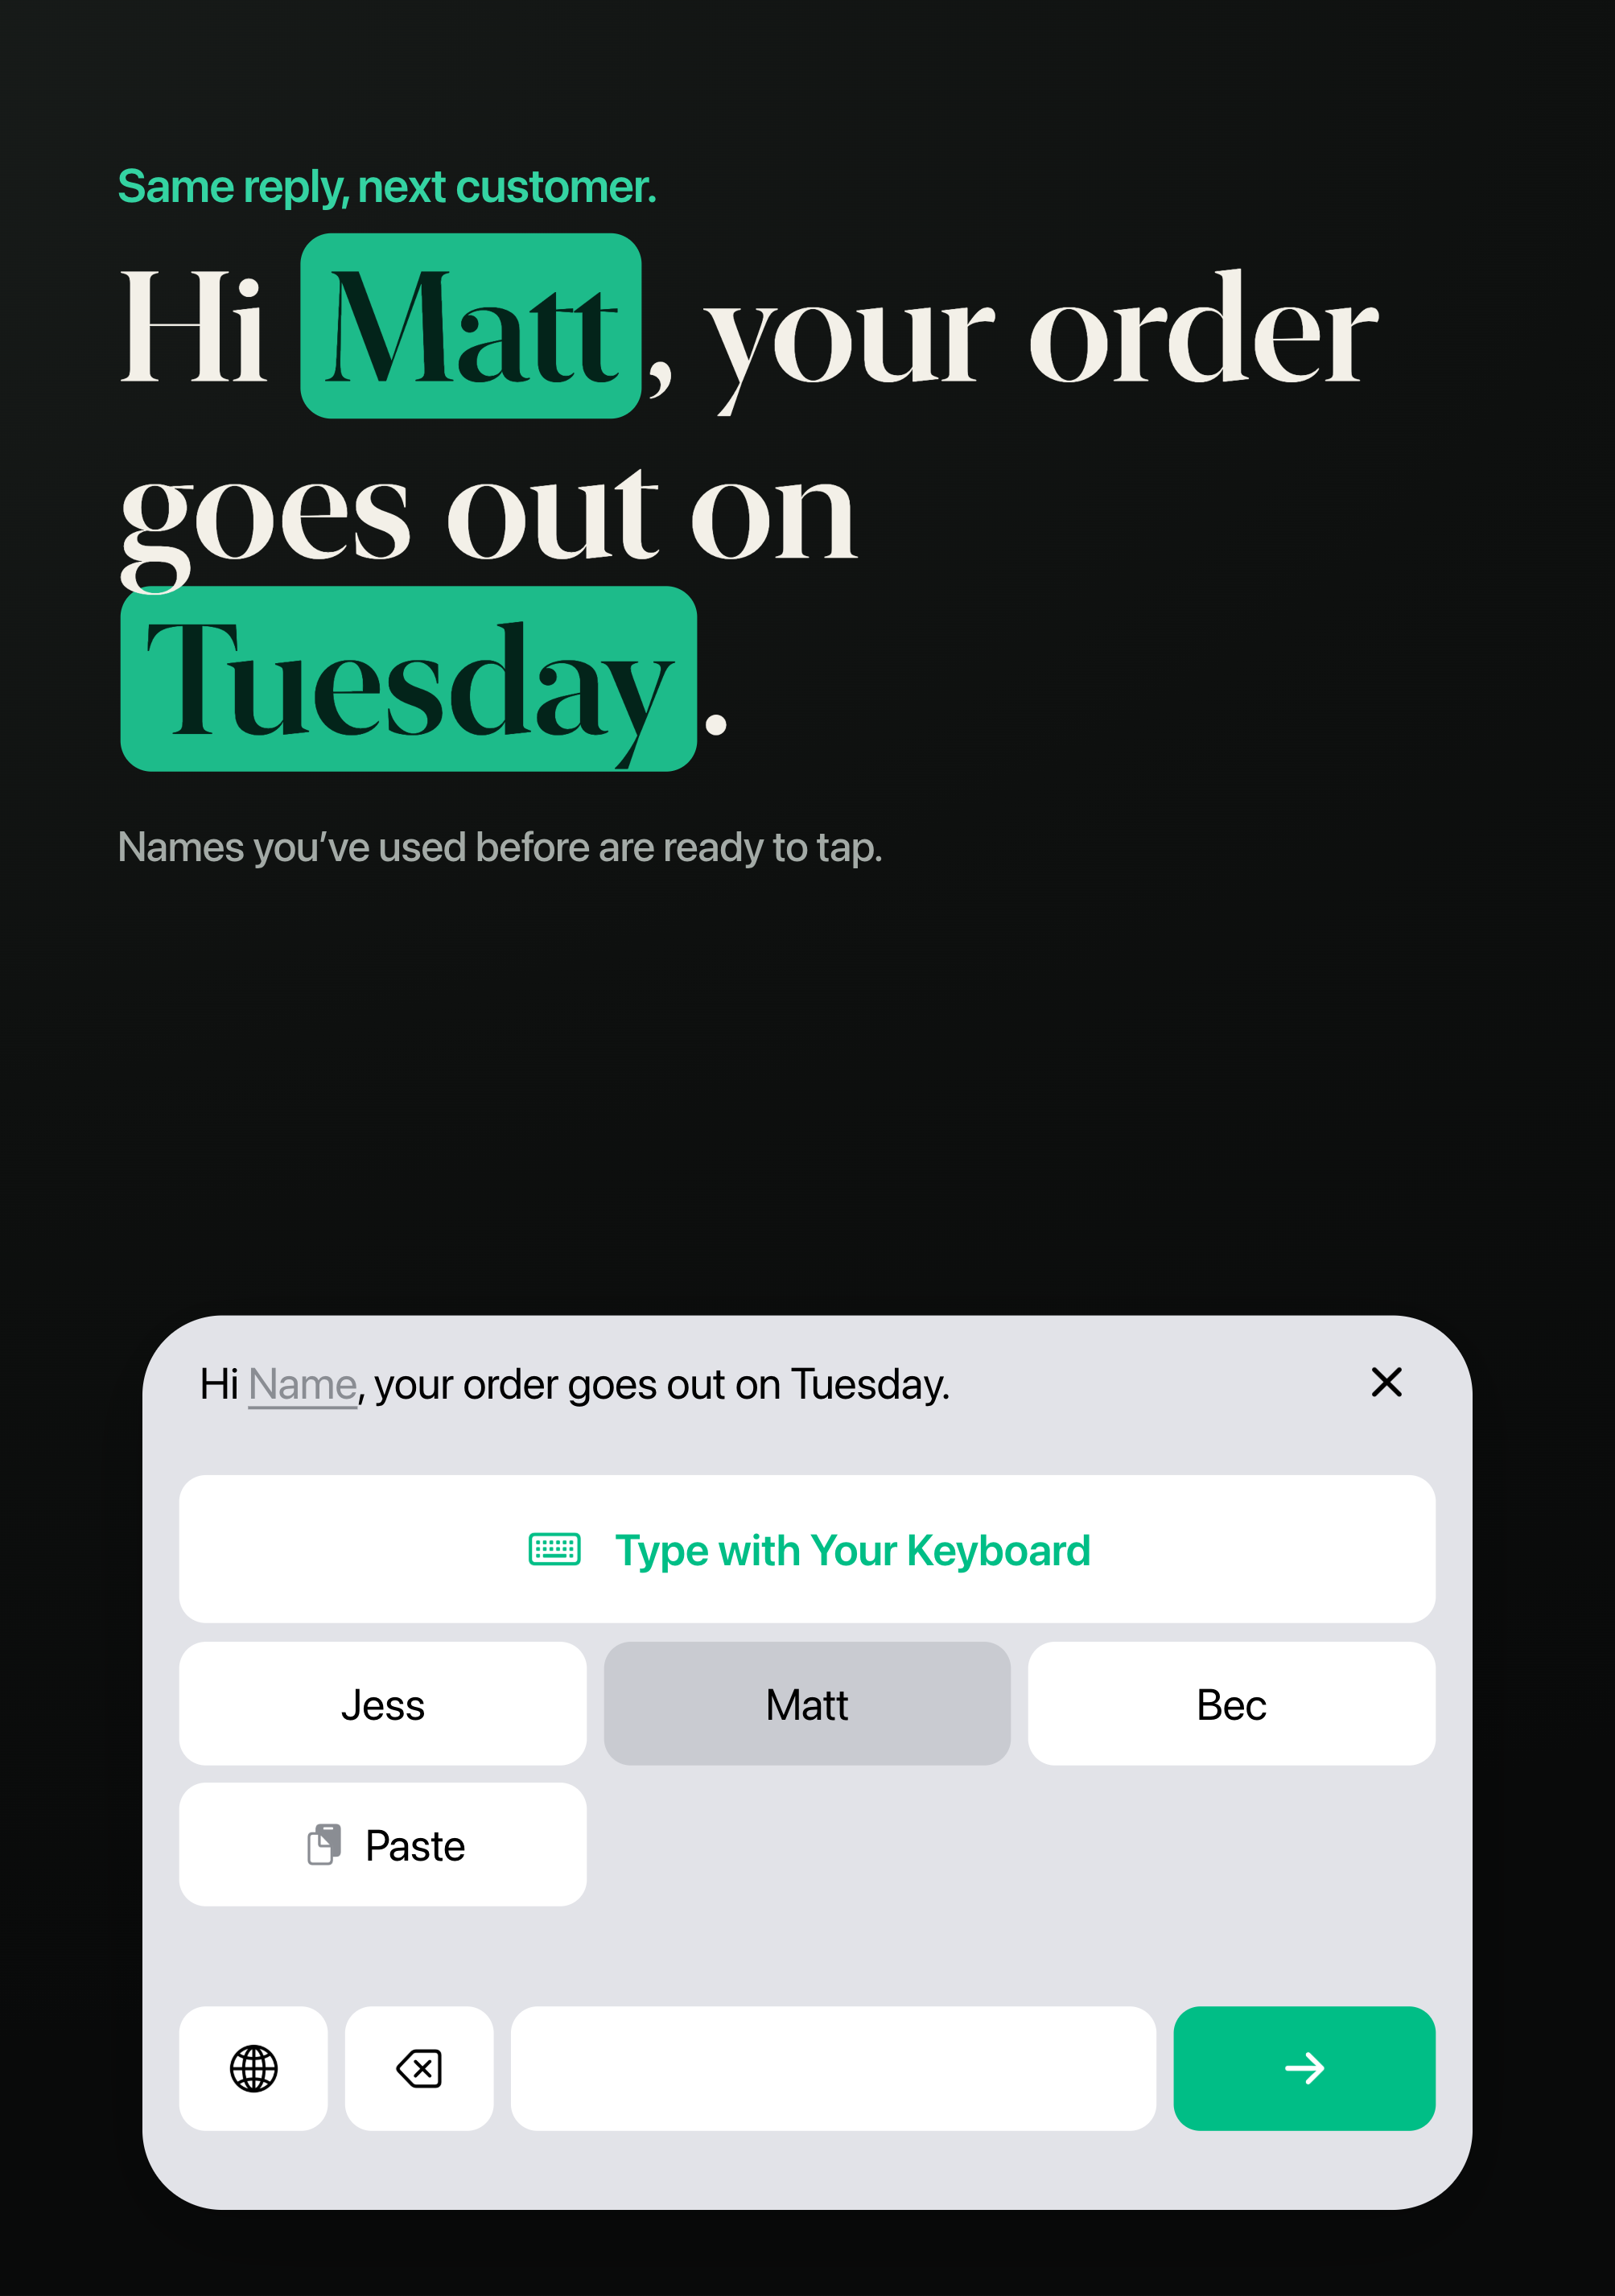 Same reply, next customer.
Hi Matt, your order
goes out on
Tuesday.
Names you’ve used before are ready to tap.
Hi Name, your order goes out on Tuesday.
Type with Your Keyboard
Jess
Matt
Bec
Paste